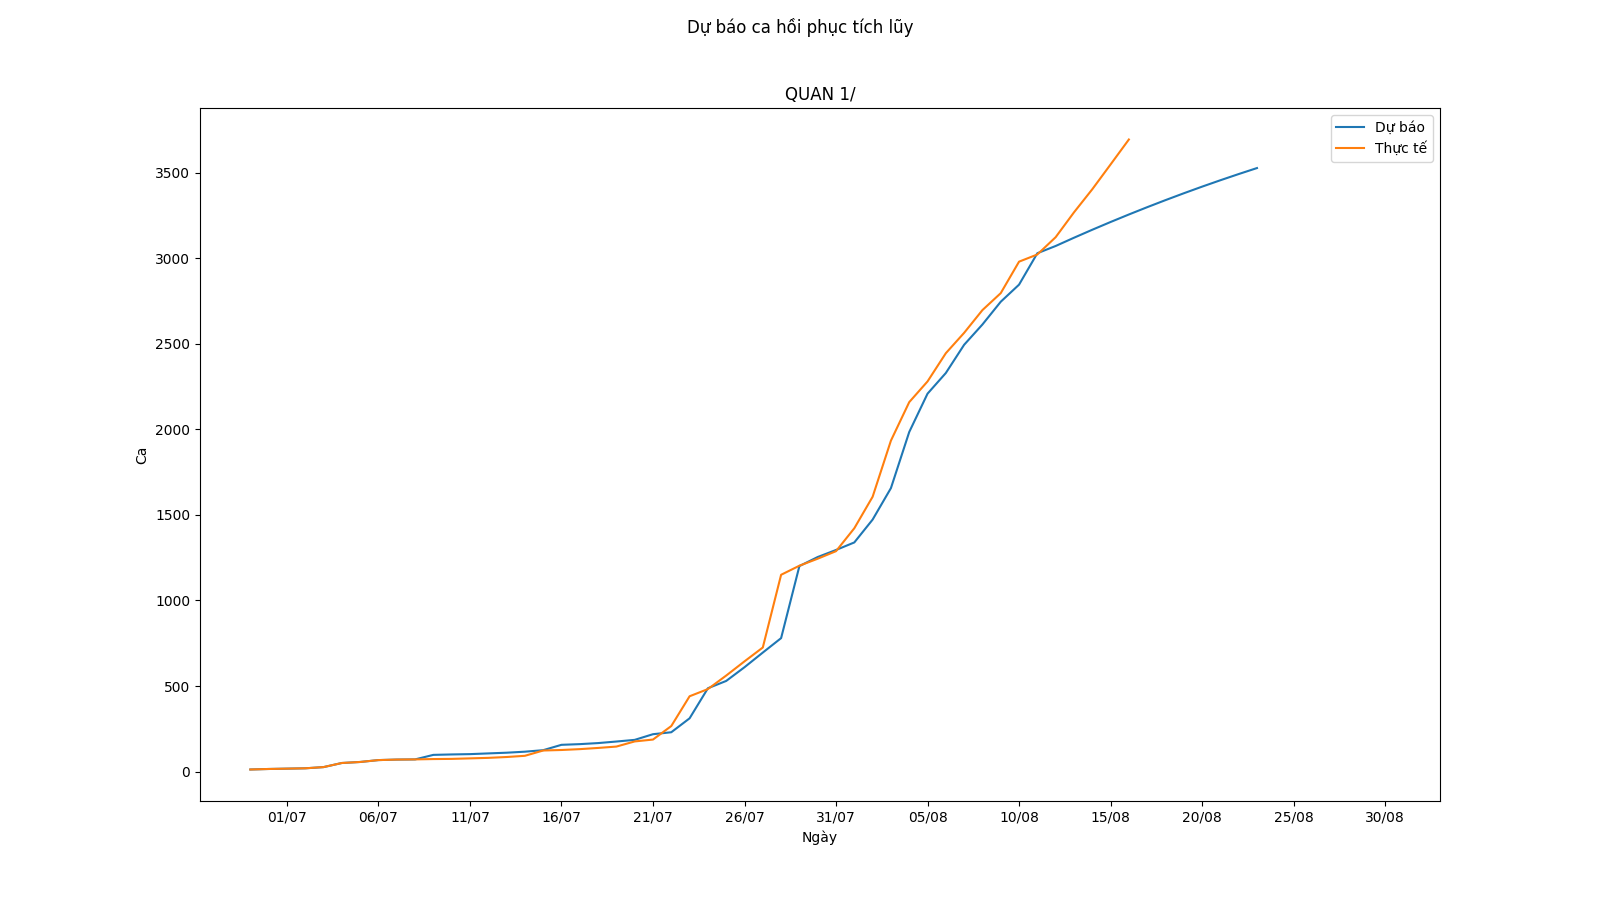 Dự báo ca hồi phục tích lũy
QUAN 1/
Dự báo
Thực tế
3500
3000
2500
2000
1500
1000
500
0
Ca
01/07 06/07 11/07 16/07 21/07 26/07 31/07 05/08 10/08 15/08 20/08 25/08 30/08
Ngày